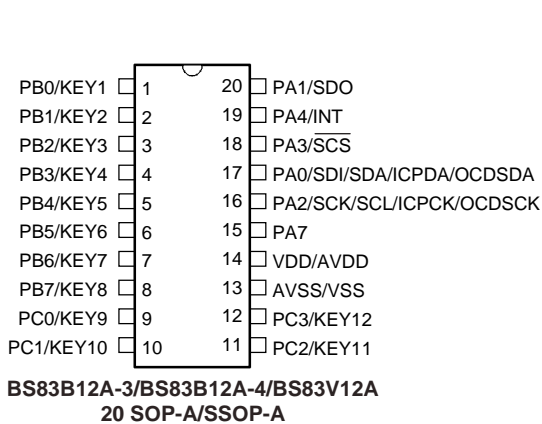 PB0/KEY1 1 20 PA1/SDO
PB1/KEY2 2 19 PA4/INT
PB2/KEY3 3 18 PA3/SCS
PB3/KEY4 4 17 PA0/SDI/SDA/ICPDA/OCDSDA
PB4/KEY5 5 16 PA2/SCK/SCL/ICPCK/OCDSCK
PB5/KEY6 6 15 PA7
PB6/KEY7 7 14 VDD/AVDD
PB7/KEY8 8 13 AVSS/VSS
PC0/KEY9 9 12 PC3/KEY12
PC1/KEY10 10 11 PC2/KEY11
BS83B12A-3/BS83B12A-4/BS83V12A
20 SOP-A/SSOP-A